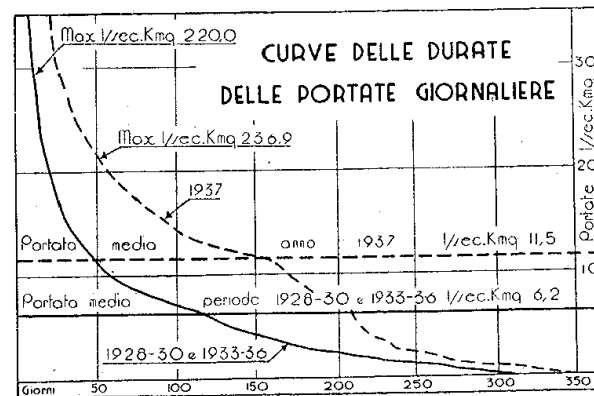 Max l/sec.Kmq 220.0
CURVE DELLE DURATE
DELLE PORTATE GIORNALIERE
Max l/sec.Kmq 236.9
1937
Portata media anno 1937 l/sec.Kmq 11,5
Portata media periodo 1928-30 e 1933-36 l/sec.Kmq 6,2
1928-30 e 1933-36
Giorni 50 100 150 200 250 300 350
30
20
10
Portate l/sec.Kmq